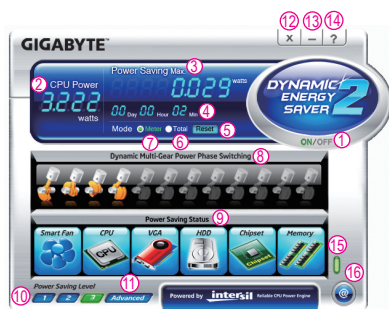 12 13 14
X — ?
GIGABYTE™
3
Power Saving Max.
0.029 watts
2 CPU Power
3.222
watts
00 Day 00 Hour 02 Min 4
Mode Meter Total Reset 5
7 6
DYNAMIC
ENERGY
SAVER 2
ON/OFF 1
Dynamic Multi-Gear Power Phase Switching 8
Power Saving Status 9
Smart Fan CPU VGA HDD Chipset Memory
CPU Chipset
15
11 16
Power Saving Level
10 1 2 3 Advanced
Powered by intersil Reliable CPU Power Engine
@